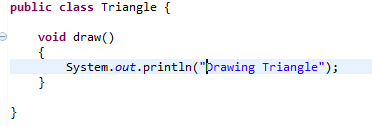 public class Triangle {
void draw()
{
System.out.println("Drawing Triangle");
}
}